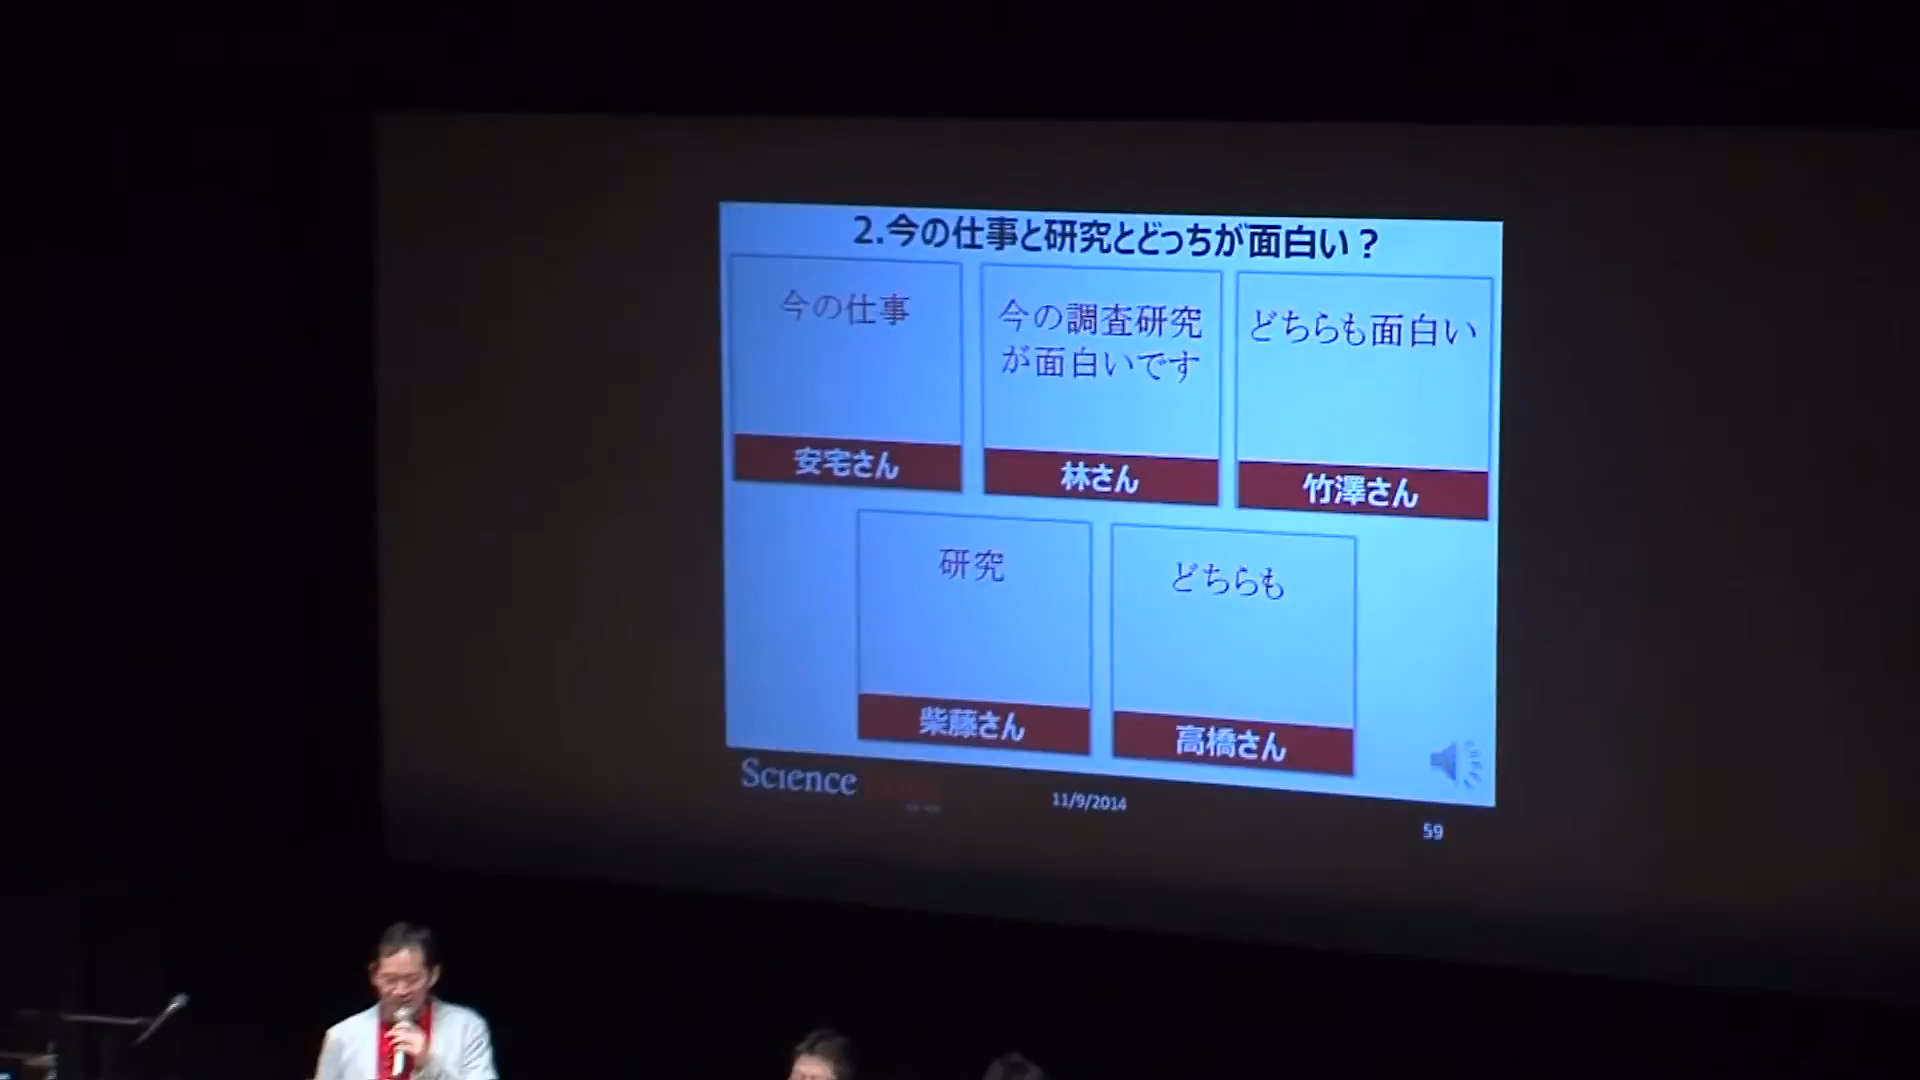 2.今の仕事と研究とどっちが面白い？
今の仕事
今の調査研究
が面白いです
どちらも面白い
安宅さん
林さん
竹澤さん
研究
どちらも
柴藤さん
高橋さん
Science
11/9/2014
59